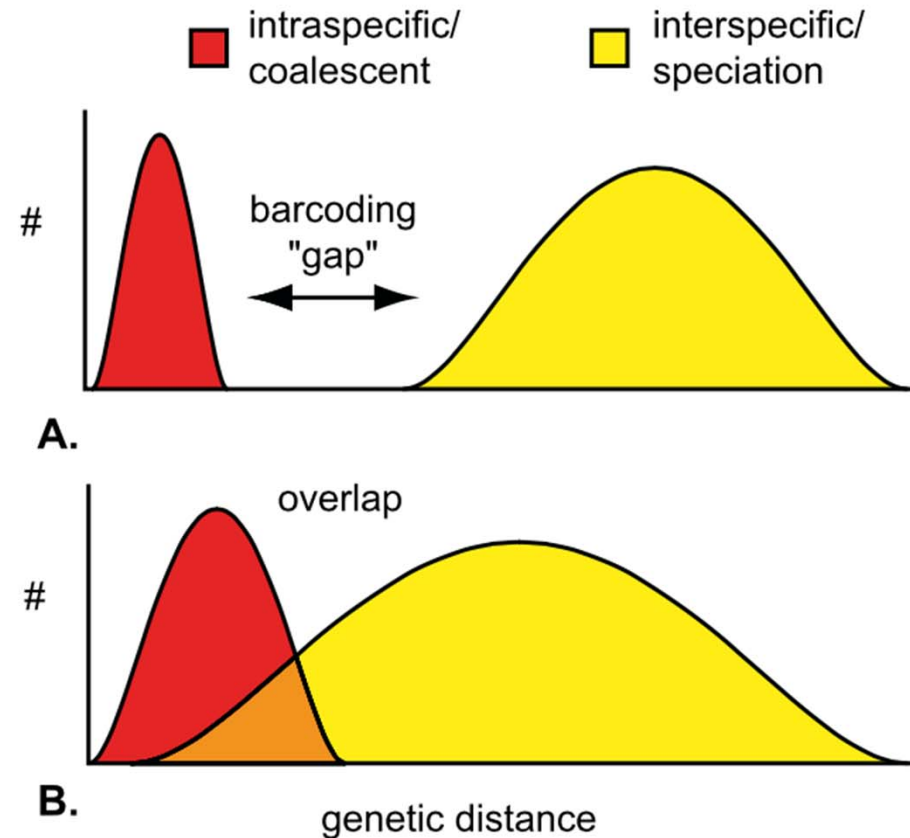 intraspecific/
coalescent
interspecific/
speciation
#
barcoding
"gap"
A.
overlap
#
B.
genetic distance